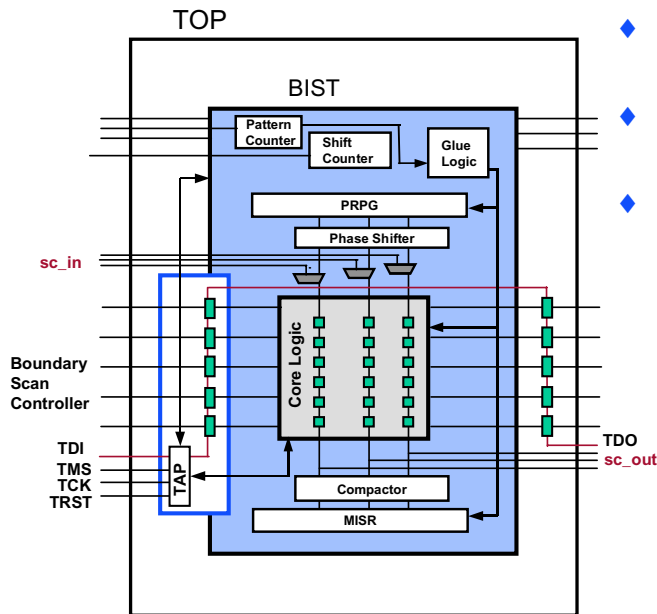 TOP
BIST
Pattern
Counter
Shift
Counter
Glue
Logic
PRPG
Phase Shifter
sc_in
Core Logic
Boundary
Scan
Controller
TDI
TMS
TCK
TRST
TAP
TDO
sc_out
Compactor
MISR